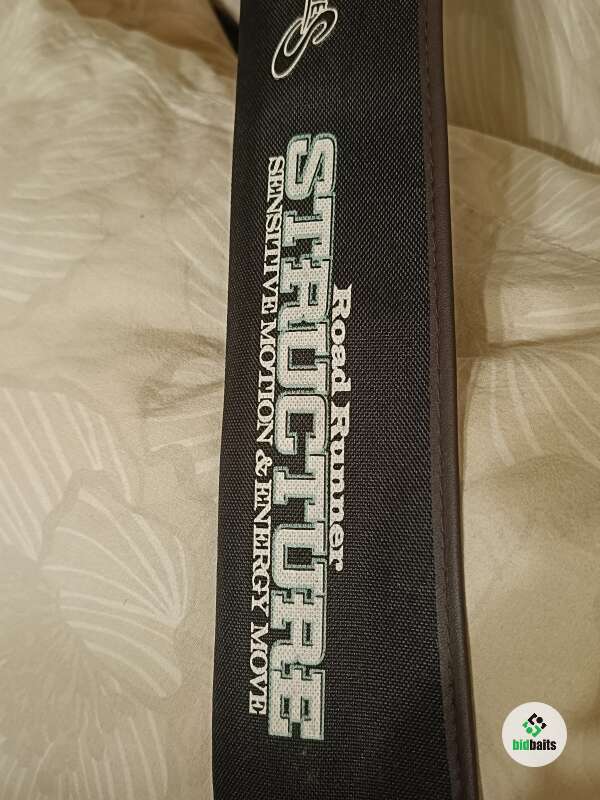 Road Runner
STRUCTURE
SENSITIVE MOTION & ENERGY MOVE
bidbaits